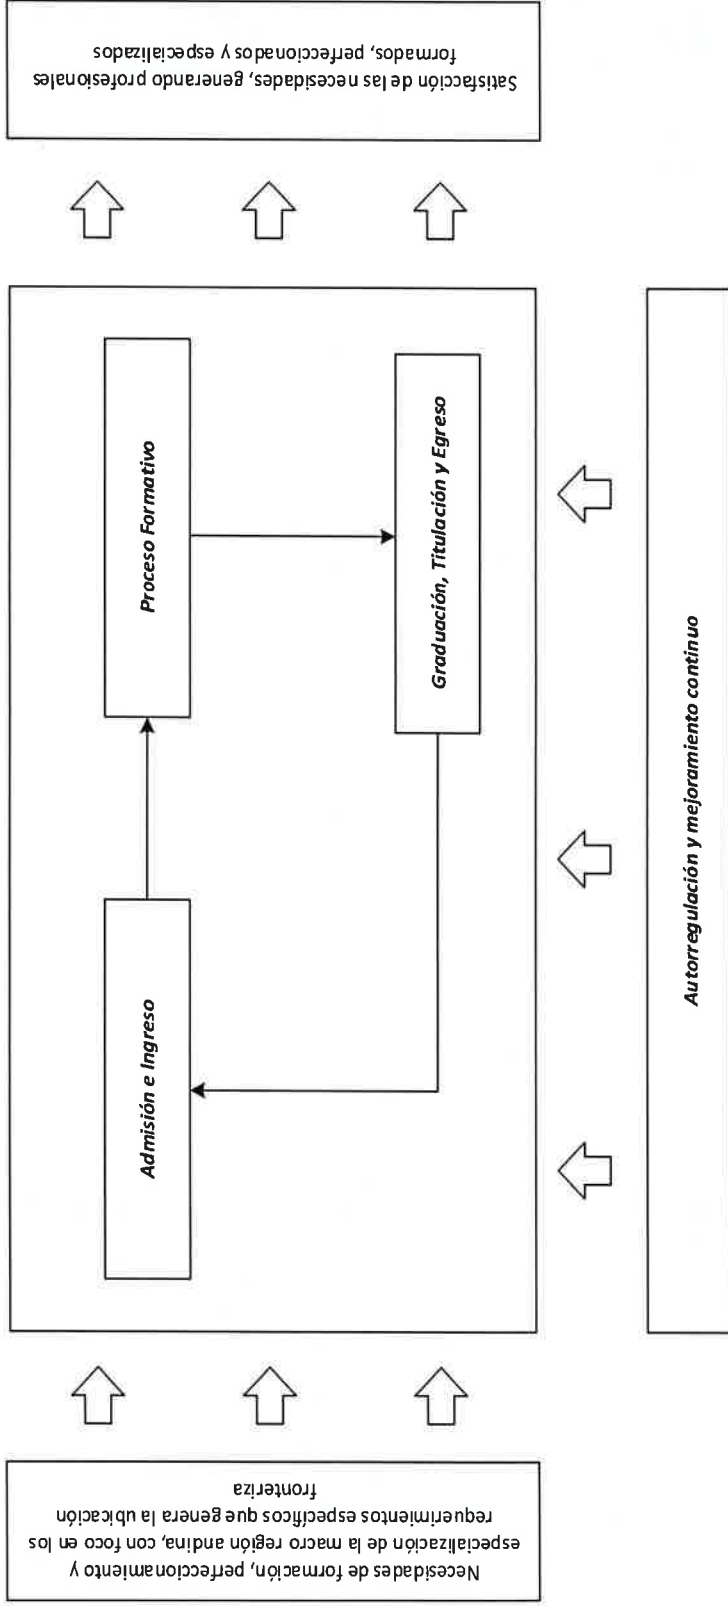 Necesidades de formación, perfeccionamiento y
especialización de la macro región andina, con foco en los
requerimientos específicos que genera la ubicación
fronteriza
Admisión e Ingreso
Proceso Formativo
Graduación, Titulación y Egreso
Satisfacción de las necesidades, generando profesionales
formados, perfeccionados y especializados
Autorregulación y mejoramiento continuo